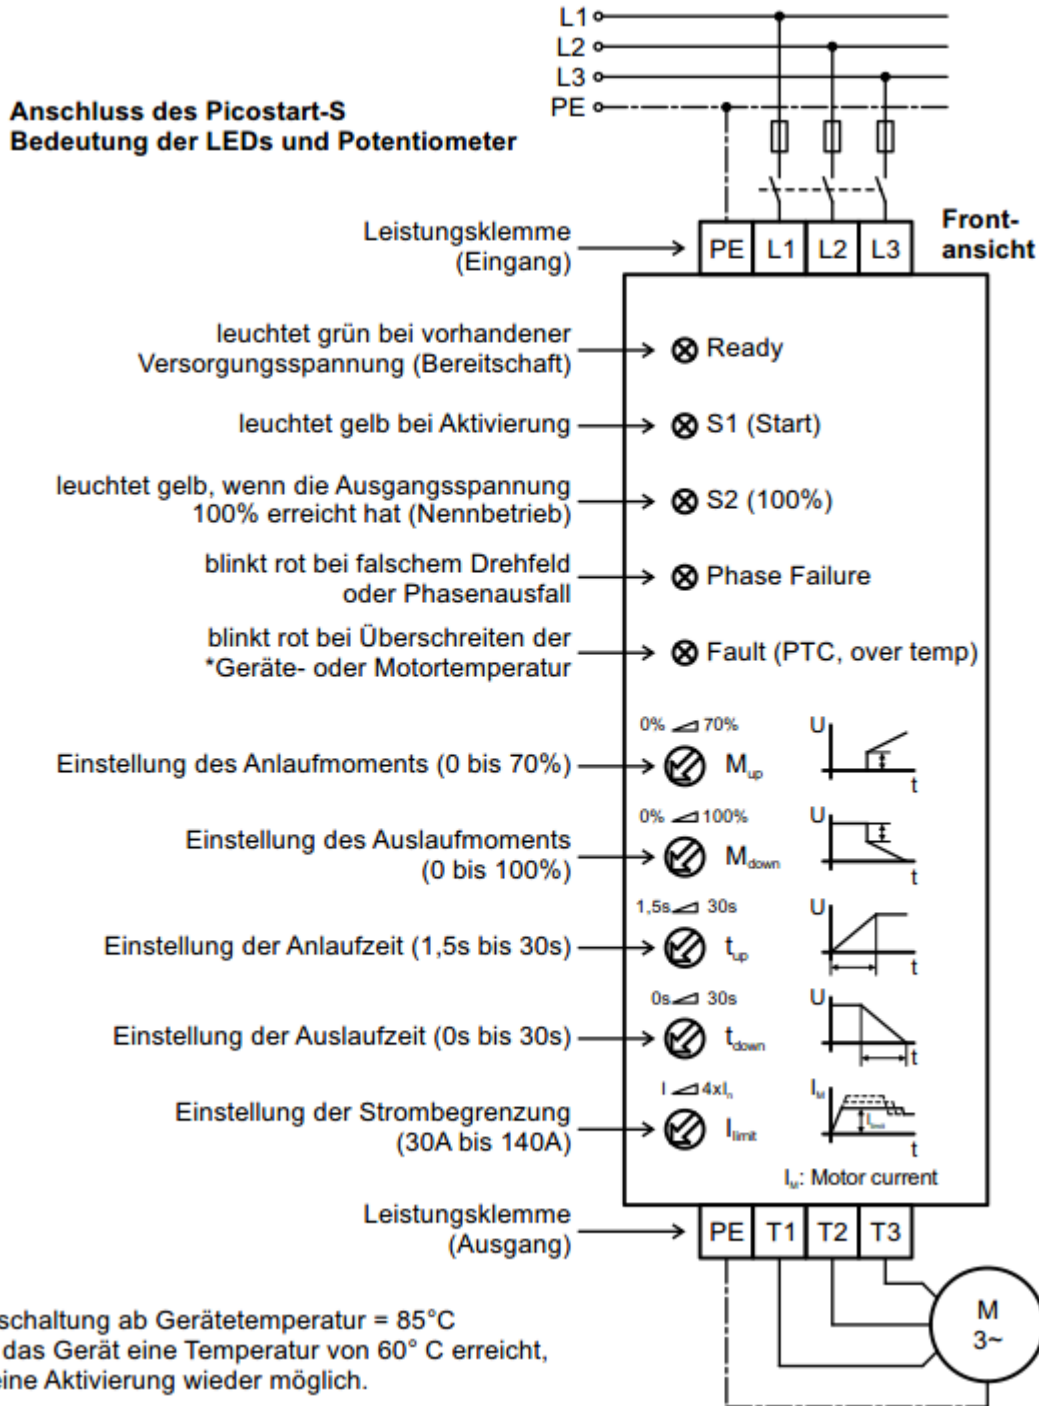 L1
L2
L3
PE
Anschluss des Picostart-S
Bedeutung der LEDs und Potentiometer
Front-
ansicht
Leistungsklemme
(Eingang)
PE L1 L2 L3
leuchtet grün bei vorhandener
Versorgungsspannung (Bereitschaft)
Ready
leuchtet gelb bei Aktivierung
S1 (Start)
leuchtet gelb, wenn die Ausgangsspannung
100% erreicht hat (Nennbetrieb)
S2 (100%)
blinkt rot bei falschem Drehfeld
oder Phasenausfall
Phase Failure
blinkt rot bei Überschreiten der
*Geräte- oder Motortemperatur
Fault (PTC, over temp)
0% 70%
Einstellung des Anlaufmoments (0 bis 70%)
Mup
U
t
0% 100%
Einstellung des Auslaufmoments
(0 bis 100%)
Mdown
U
t
1,5s 30s
Einstellung der Anlaufzeit (1,5s bis 30s)
tup
U
t
0s 30s
Einstellung der Auslaufzeit (0s bis 30s)
tdown
U
t
I 4xIn
Einstellung der Strombegrenzung
(30A bis 140A)
Ilimit
IM
Ilimit
t
IM: Motor current
Leistungsklemme
(Ausgang)
PE T1 T2 T3
M
3~
schaltung ab Gerätetemperatur = 85°C
das Gerät eine Temperatur von 60° C erreicht,
eine Aktivierung wieder möglich.